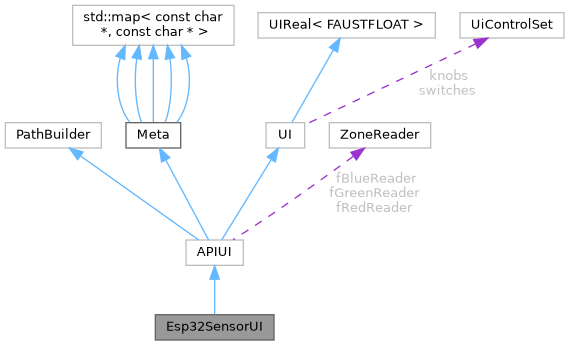 std::map< const char
*, const char * >
UIReal< FAUSTFLOAT >
UiControlSet
knobs
switches
PathBuilder
Meta
UI
ZoneReader
fBlueReader
fGreenReader
fRedReader
APIUI
Esp32SensorUI